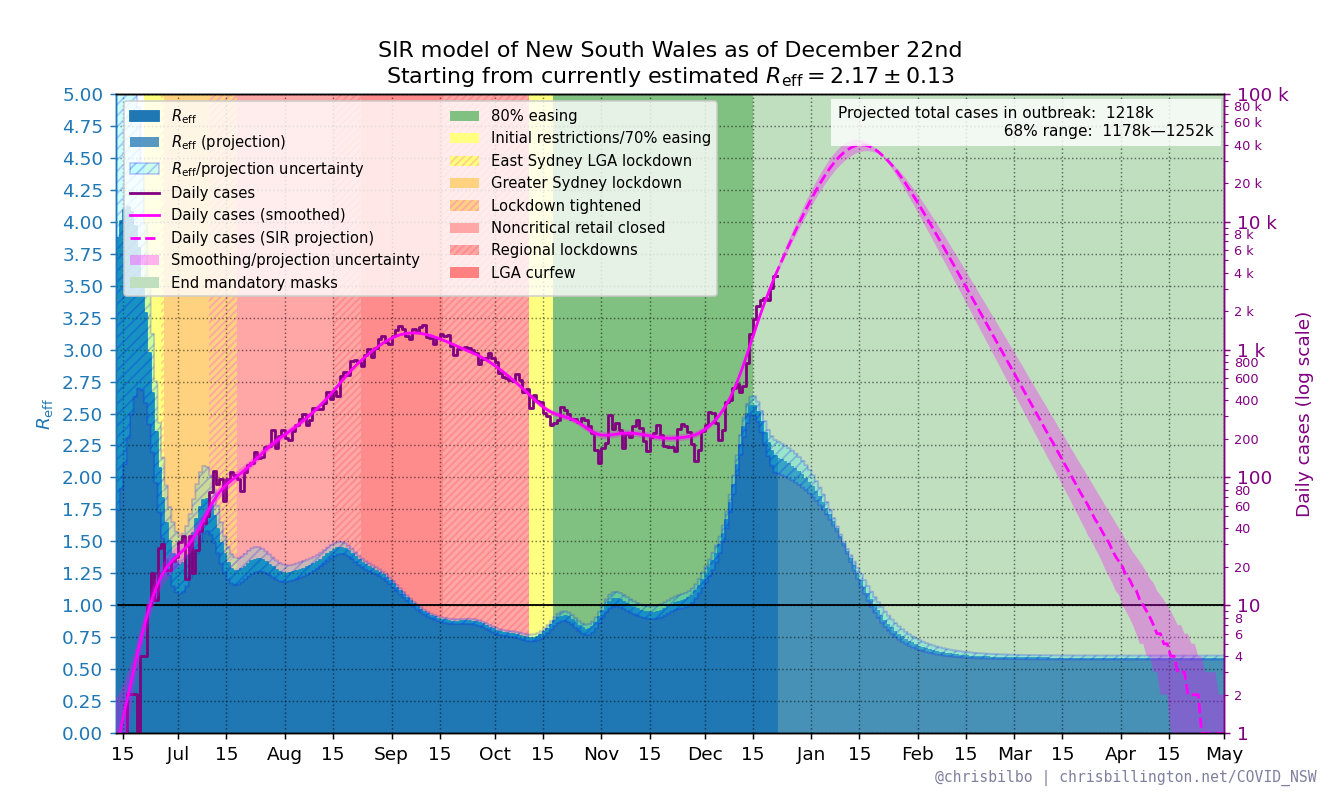 SIR model of New South Wales as of December 22nd
Starting from currently estimated Reff = 2.17 ± 0.13
Reff
Reff (projection)
Reff/projection uncertainty
Daily cases
Daily cases (smoothed)
Daily cases (SIR projection)
Smoothing/projection uncertainty
End mandatory masks
80% easing
Initial restrictions/70% easing
East Sydney LGA lockdown
Greater Sydney lockdown
Lockdown tightened
Noncritical retail closed
Regional lockdowns
LGA curfew
Projected total cases in outbreak: 1218k
68% range: 1178k—1252k
Reff
5.00
4.75
4.50
4.25
4.00
3.75
3.50
3.25
3.00
2.75
2.50
2.25
2.00
1.75
1.50
1.25
1.00
0.75
0.50
0.25
0.00
100 k
80 k
60 k
40 k
20 k
10 k
8 k
6 k
4 k
2 k
1 k
800
600
400
200
100
80
60
40
20
10
8
6
4
2
1
Daily cases (log scale)
15 Jul 15 Aug 15 Sep 15 Oct 15 Nov 15 Dec 15 Jan 15 Feb 15 Mar 15 Apr 15 May
@chrisbilbo | chrisbillington.net/COVID_NSW